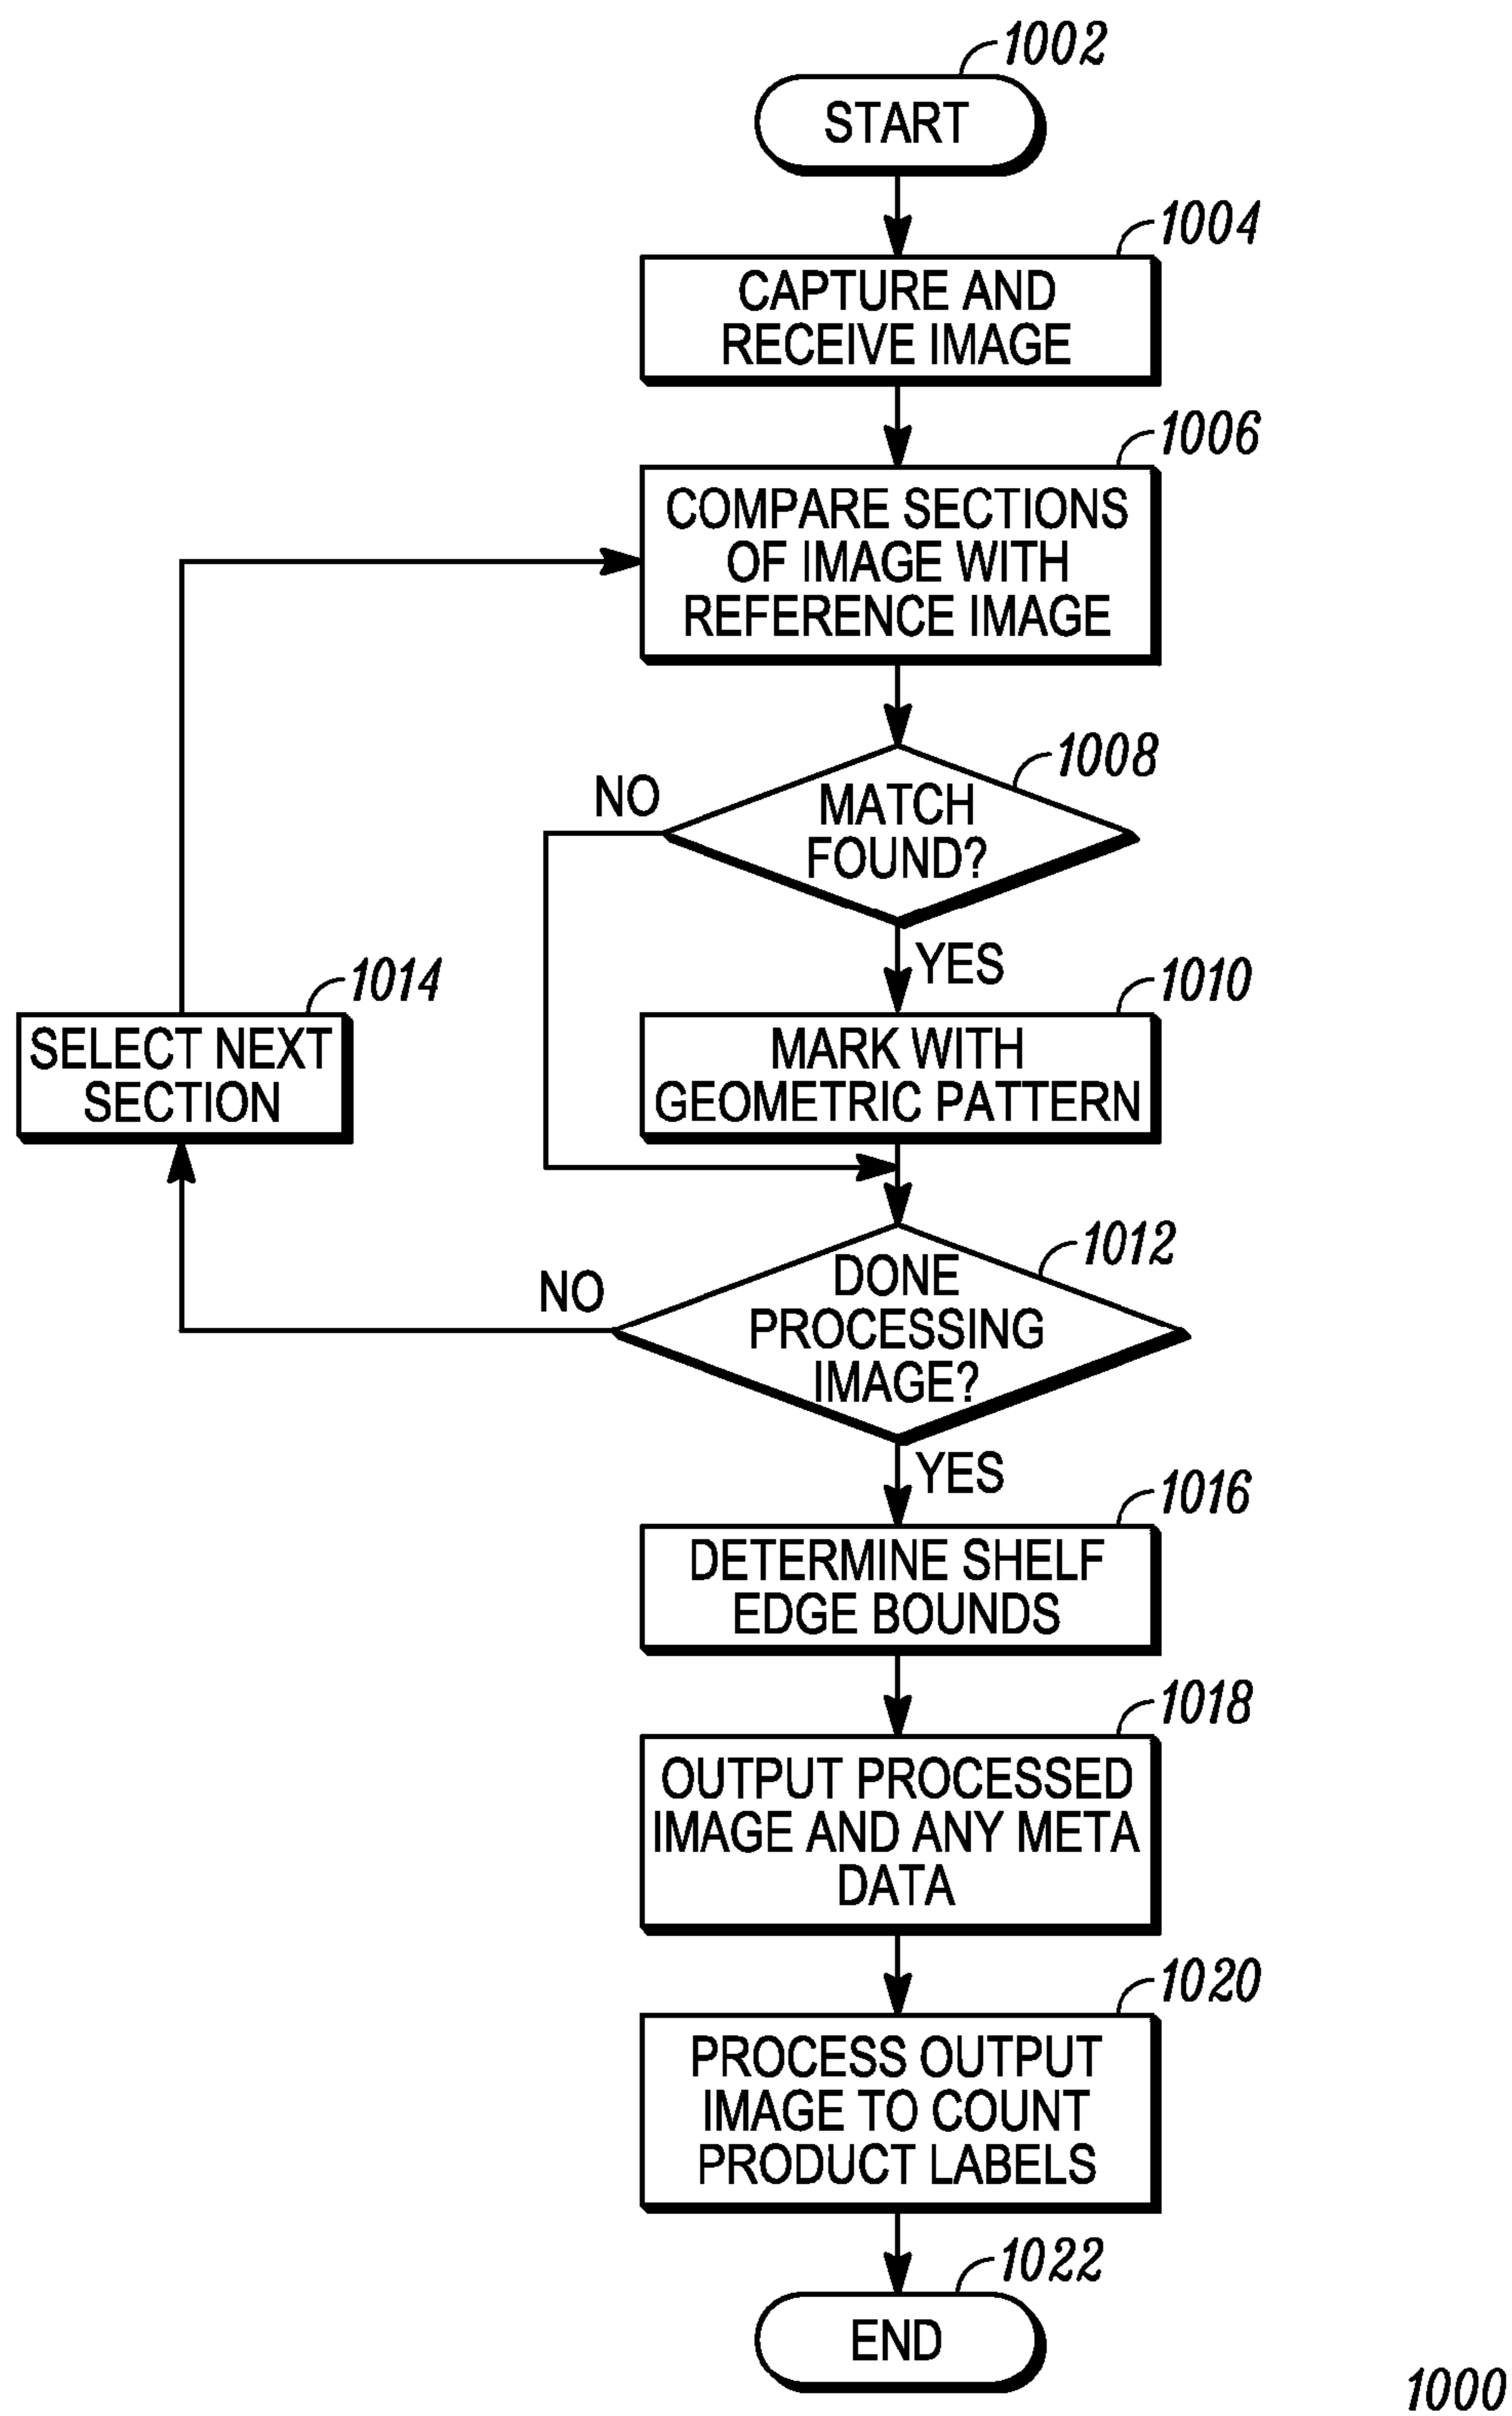 1002
START
1004
CAPTURE AND
RECEIVE IMAGE
1006
COMPARE SECTIONS
OF IMAGE WITH
REFERENCE IMAGE
1008
NO
MATCH
FOUND?
YES
1014
SELECT NEXT
SECTION
1010
MARK WITH
GEOMETRIC PATTERN
1012
NO
DONE
PROCESSING
IMAGE?
YES
1016
DETERMINE SHELF
EDGE BOUNDS
1018
OUTPUT PROCESSED
IMAGE AND ANY META
DATA
1020
PROCESS OUTPUT
IMAGE TO COUNT
PRODUCT LABELS
1022
END
1000